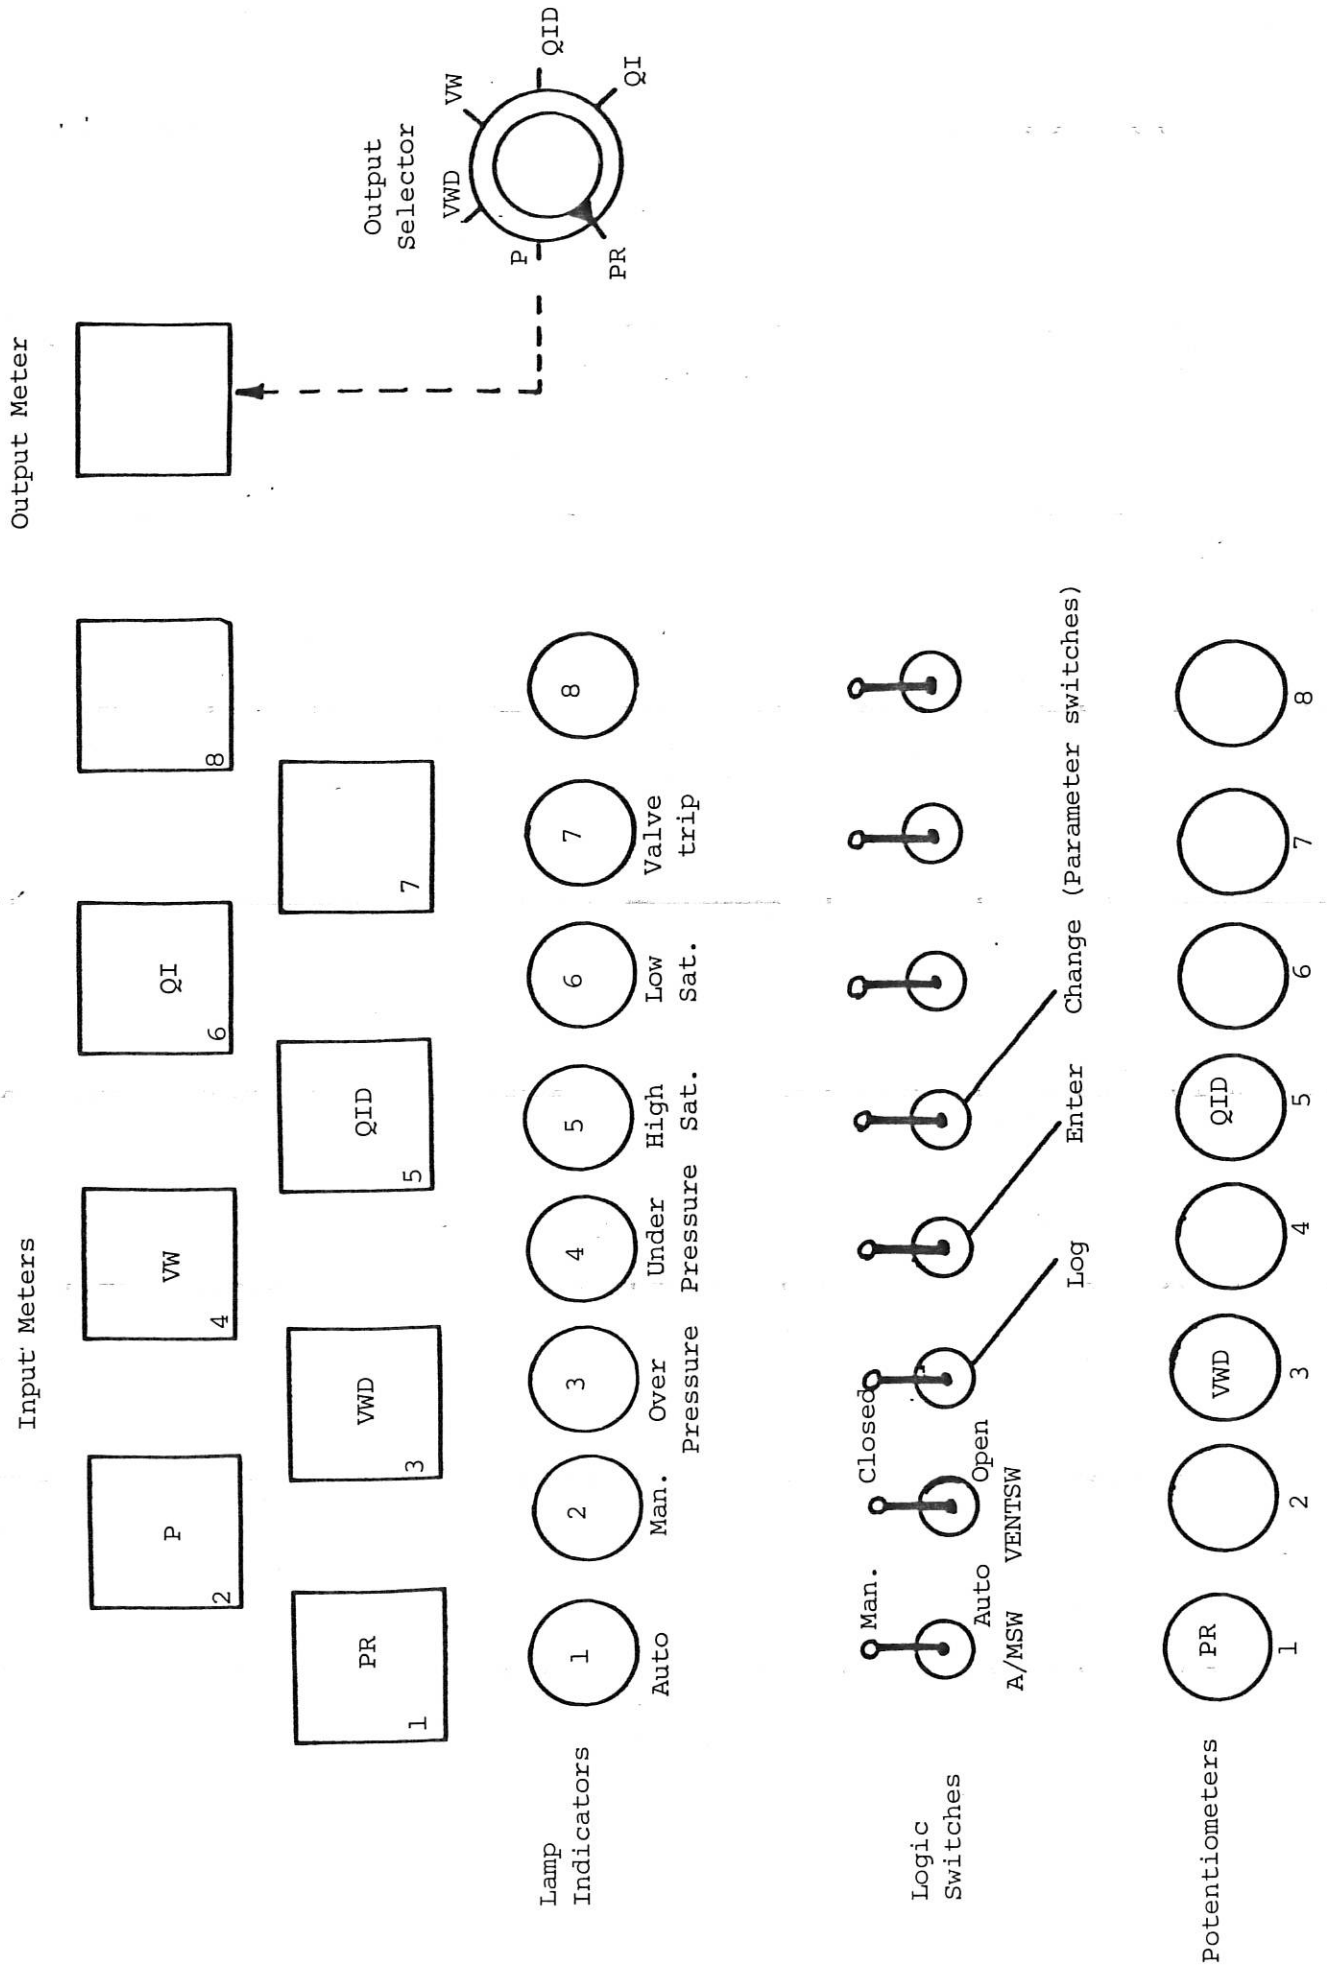 Input Meters
Output Meter
P
2
VW
4
QI
6
8
PR
1
VWD
3
QID
5
7
Output
Selector
P
VWD
VW
QID
QI
PR
Lamp
Indicators
1
2
3
4
5
6
7
8
Auto
Man.
Over
Pressure
Under
Pressure
High
Sat.
Low
Sat.
Valve
trip
Logic
Switches
Man.
Closed
Auto
Open
A/MSW
VENTSW
Log
Enter
Change (Parameter switches)
Potentiometers
PR
VWD
QID
1
2
3
4
5
6
7
8